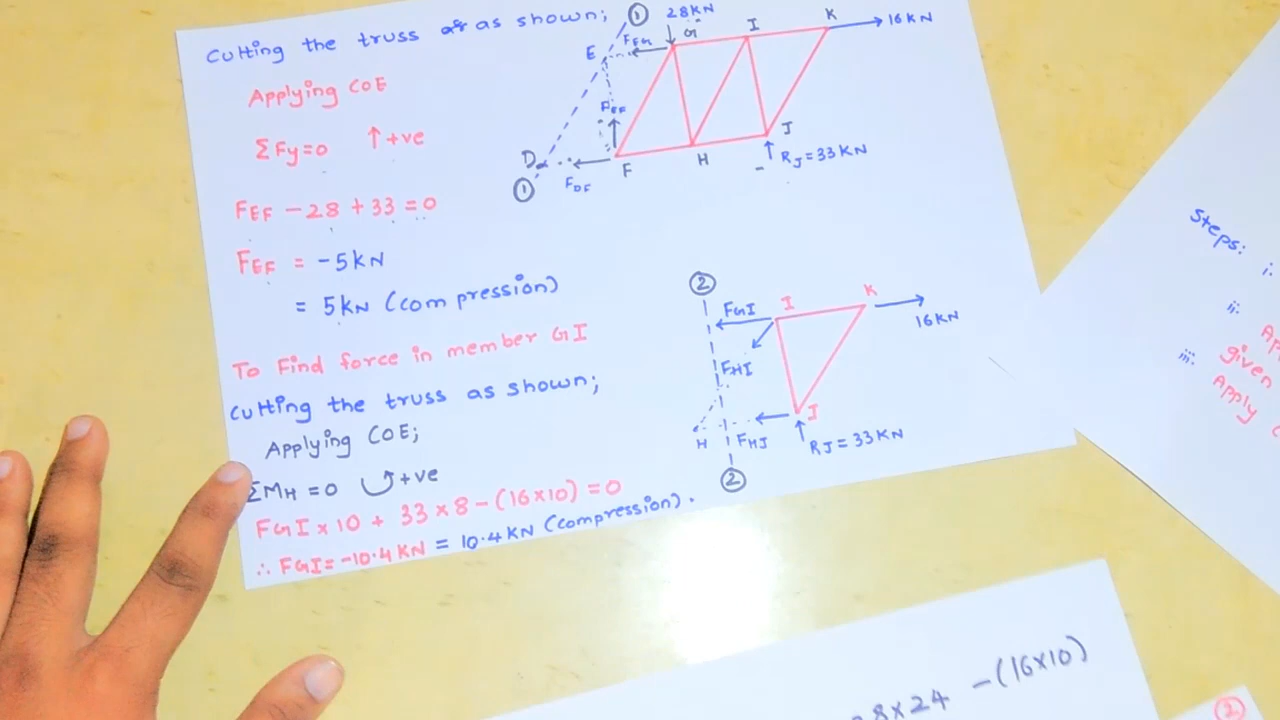 Cutting the truss as shown;
Applying COE
ΣFy=0 ↑+ve
FEF -28 + 33 = 0
FEF = -5kN
= 5kN (compression)
To Find force in member GI
Cutting the truss as shown;
Applying COE;
ΣMH = 0 +ve
FGI × 10 + 33 × 8 - (16×10) = 0
∴ FGI = -10.4 KN = 10.4 KN (compression).
1
28KN
G
I
K
16KN
E
FEG
FEF
D
1
FDF
F
H
J
RJ = 33KN
2
FGI
I
K
16KN
FHI
J
H
FHJ
RJ = 33KN
2
Steps: i.
ii.
iii. given
Apply
8×24 -(16×10)
2